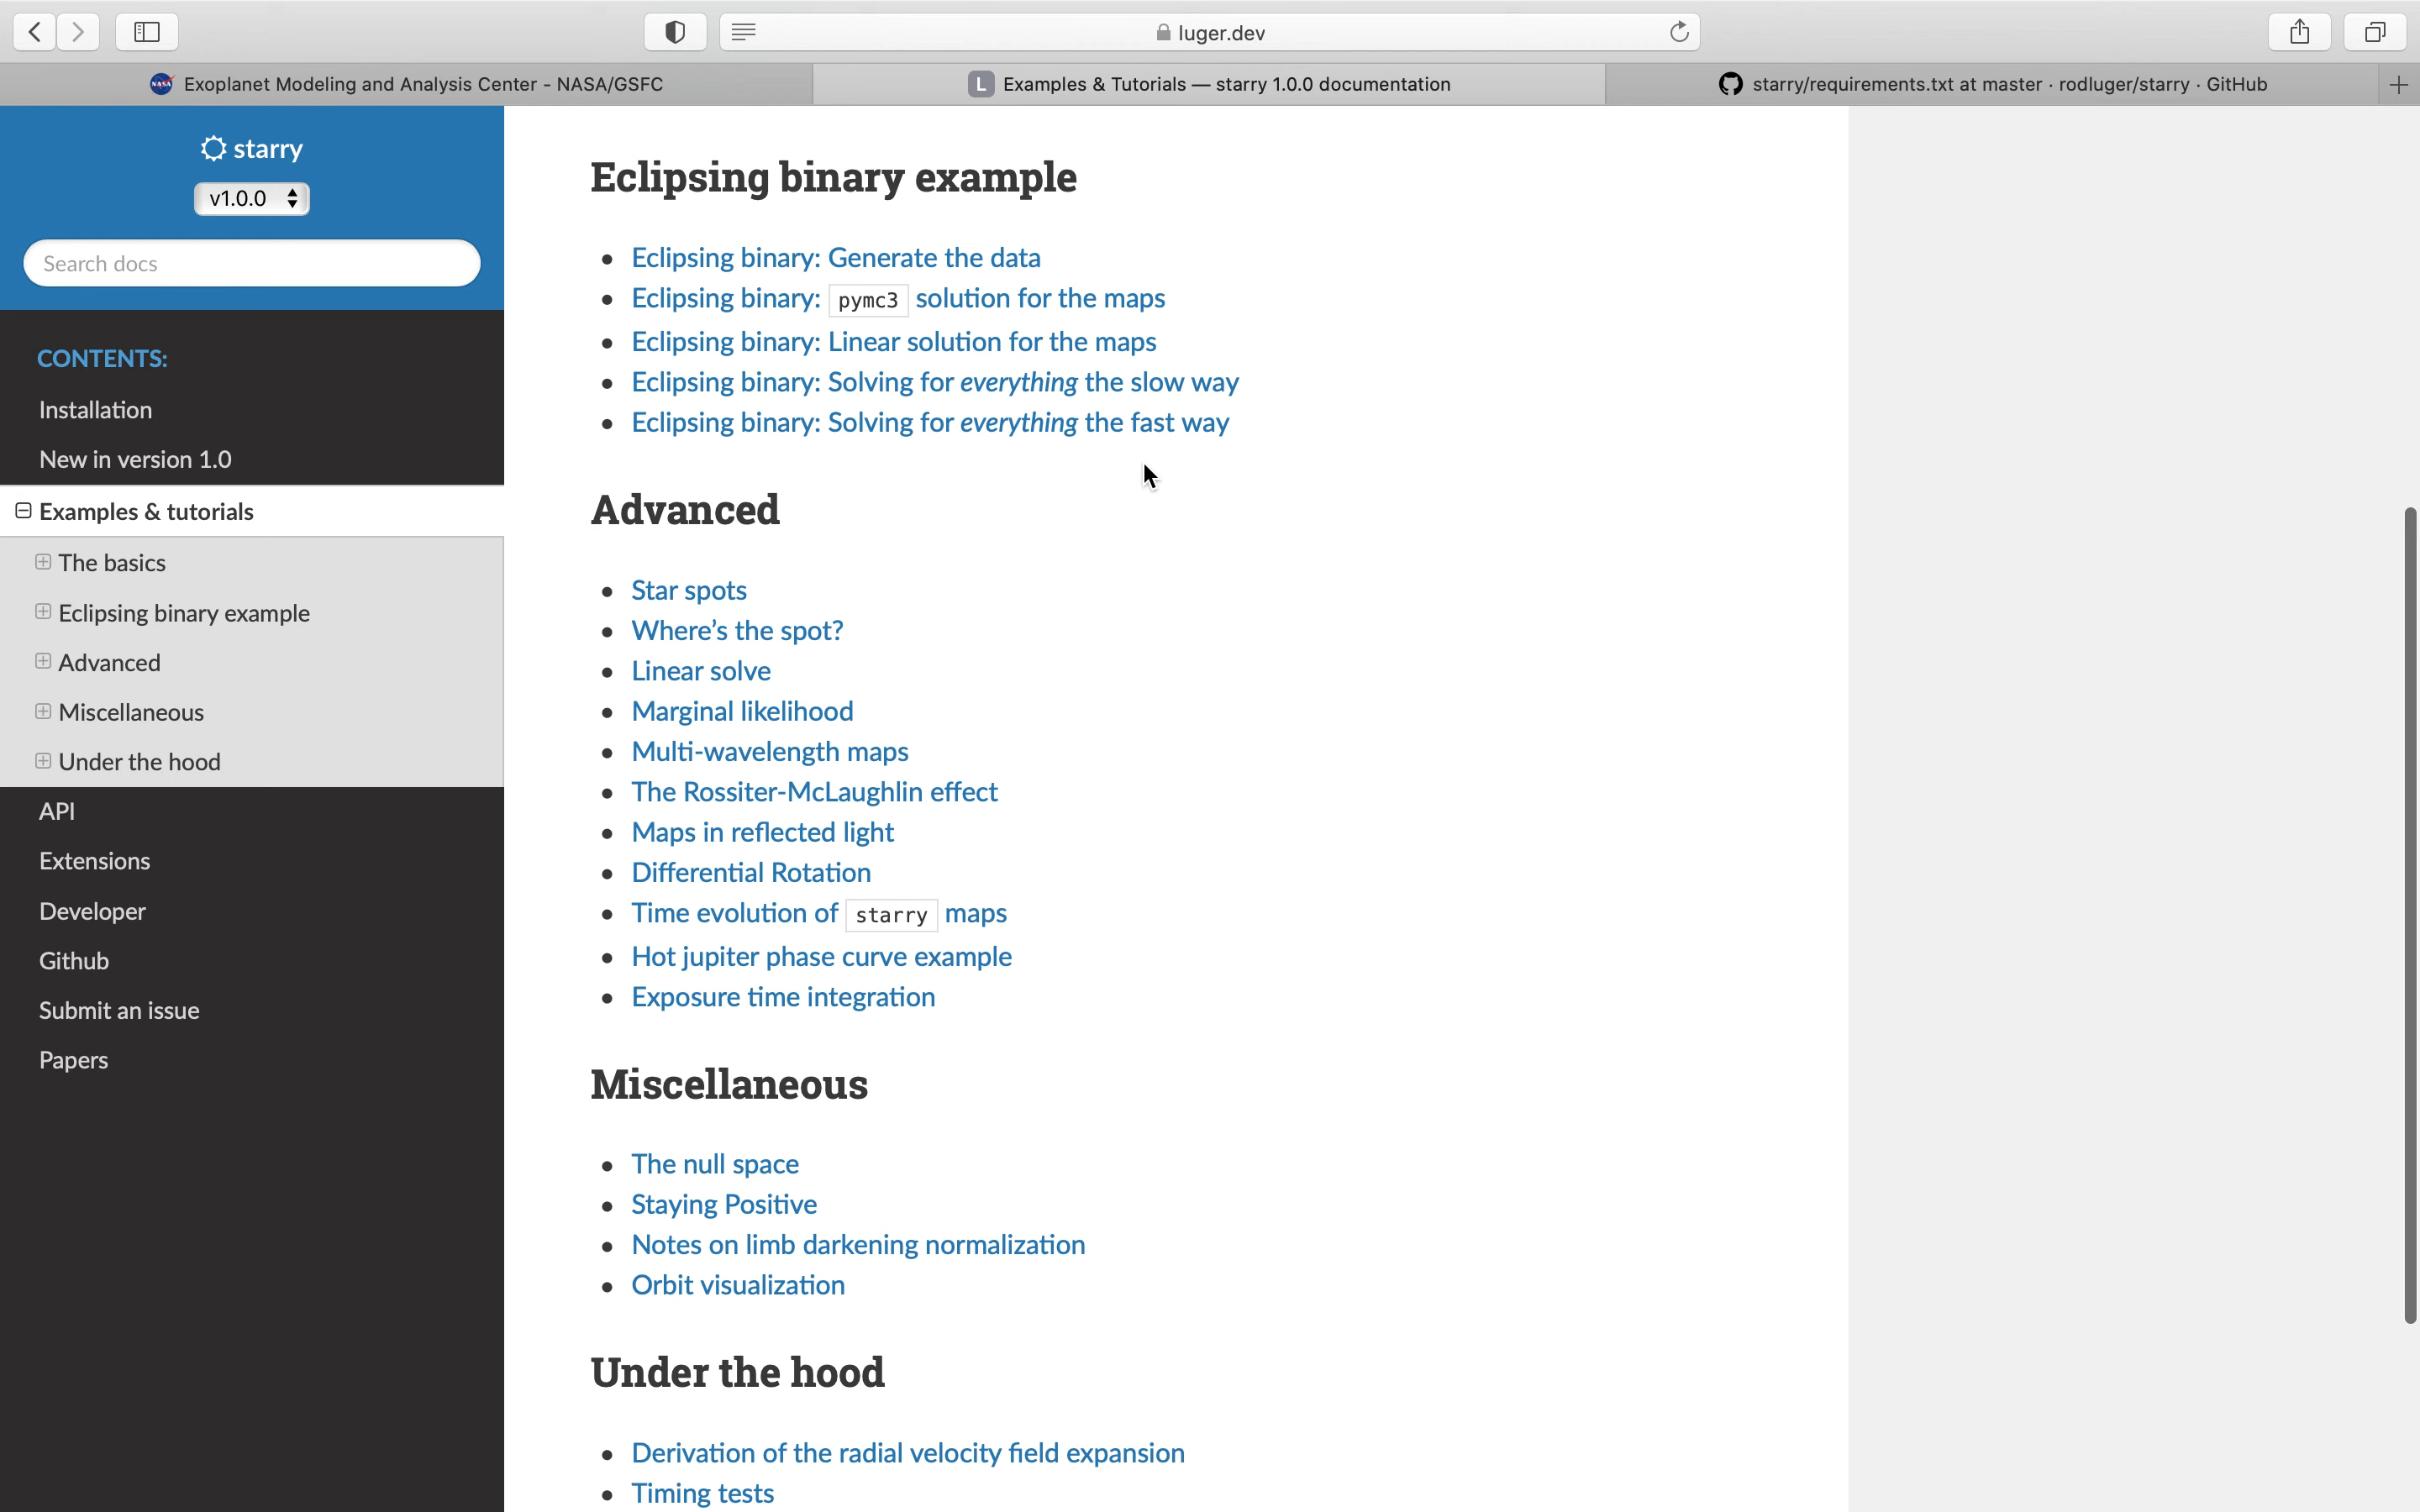 luger.dev
NASA Exoplanet Modeling and Analysis Center - NASA/GSFC
L Examples & Tutorials — starry 1.0.0 documentation
starry/requirements.txt at master · rodluger/starry · GitHub
starry
v1.0.0
Search docs
CONTENTS:
Installation
New in version 1.0
Examples & tutorials
The basics
Eclipsing binary example
Advanced
Miscellaneous
Under the hood
API
Extensions
Developer
Github
Submit an issue
Papers
Eclipsing binary example
Eclipsing binary: Generate the data
Eclipsing binary: pymc3 solution for the maps
Eclipsing binary: Linear solution for the maps
Eclipsing binary: Solving for everything the slow way
Eclipsing binary: Solving for everything the fast way
Advanced
Star spots
Where’s the spot?
Linear solve
Marginal likelihood
Multi-wavelength maps
The Rossiter-McLaughlin effect
Maps in reflected light
Differential Rotation
Time evolution of starry maps
Hot jupiter phase curve example
Exposure time integration
Miscellaneous
The null space
Staying Positive
Notes on limb darkening normalization
Orbit visualization
Under the hood
Derivation of the radial velocity field expansion
Timing tests